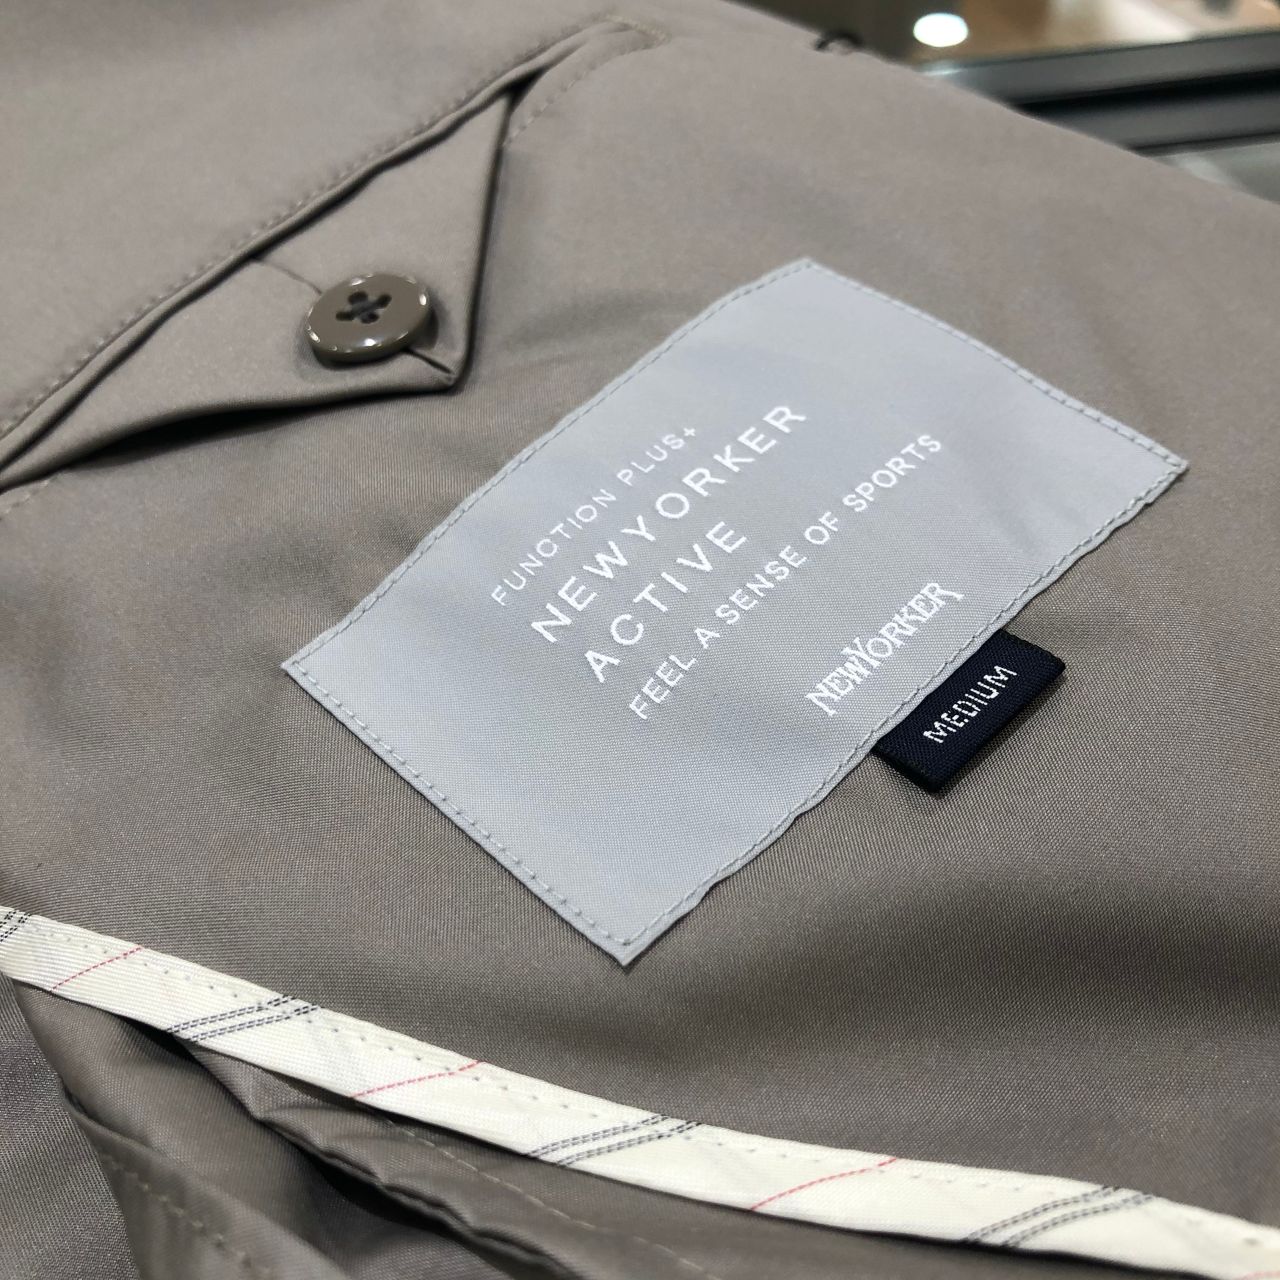 FUNCTION PLUS+
NEWYORKER
ACTIVE
FEEL A SENSE OF SPORTS
NEWYORKER
MEDIUM